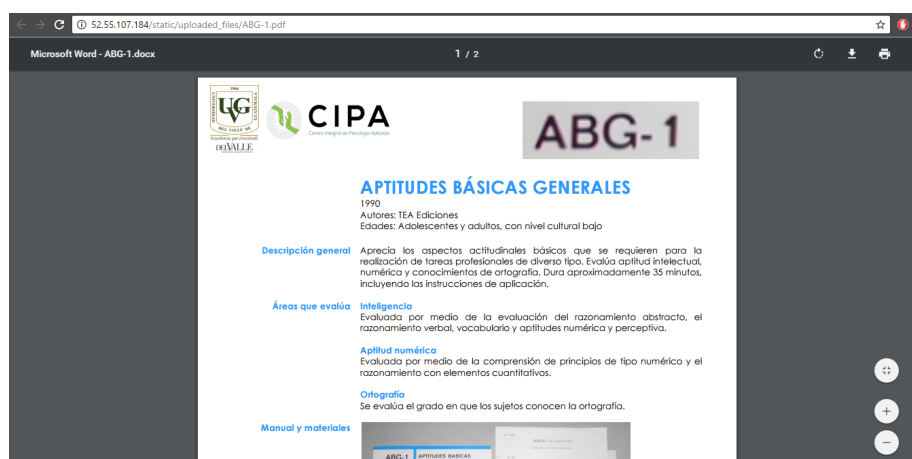 52.55.107.184/static/uploaded_files/ABG-1.pdf
Microsoft Word - ABG-1.docx
1 / 2
UVG
DEL VALLE DE
DEL VALLE
CIPA
Centro Integral de Psicología Aplicada
ABG-1
APTITUDES BÁSICAS GENERALES
1990
Autores: TEA Ediciones
Edades: Adolescentes y adultos, con nivel cultural bajo
Descripción general
Aprecia los aspectos actitudinales básicos que se requieren para la
realización de tareas profesionales de diverso tipo. Evalúa aptitud intelectual,
numérica y conocimientos de ortografía. Dura aproximadamente 35 minutos,
incluyendo las instrucciones de aplicación.
Áreas que evalúa
Inteligencia
Evaluada por medio de la evaluación del razonamiento abstracto, el
razonamiento verbal, vocabulario y aptitudes numérica y perceptiva.
Aptitud numérica
Evaluada por medio de la comprensión de principios de tipo numérico y el
razonamiento con elementos cuantitativos.
Ortografía
Se evalúa el grado en que los sujetos conocen la ortografía.
Manual y materiales
ABG-1 APTITUDES BASICAS